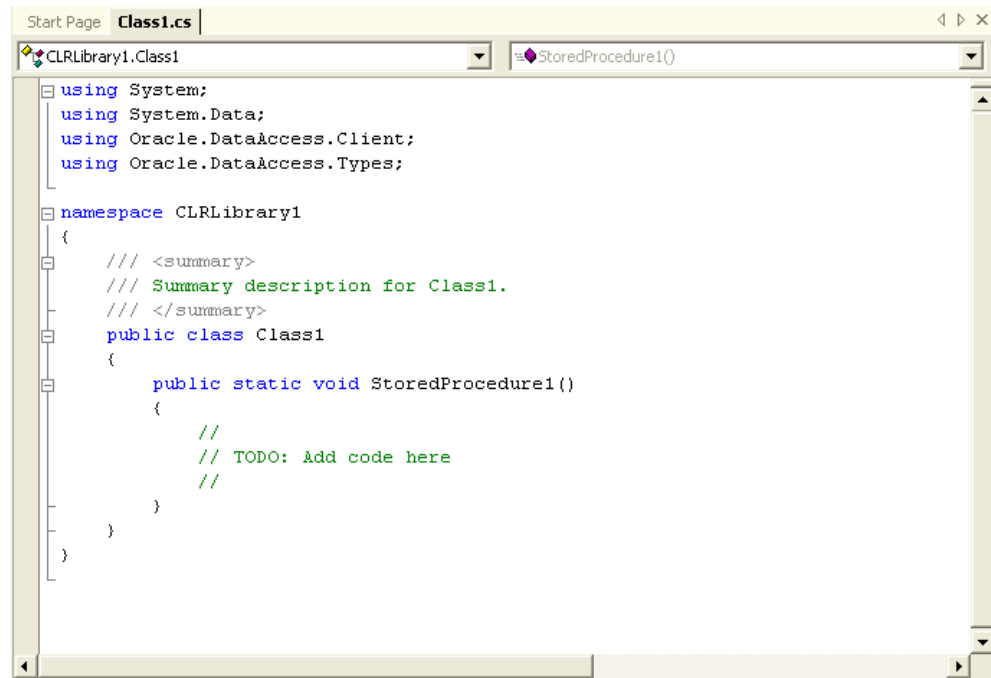 Start Page Class1.cs
CLRLibrary1.Class1 StoredProcedure1()
using System;
using System.Data;
using Oracle.DataAccess.Client;
using Oracle.DataAccess.Types;
namespace CLRLibrary1
{
/// <summary>
/// Summary description for Class1.
/// </summary>
public class Class1
{
public static void StoredProcedure1()
{
//
// TODO: Add code here
//
}
}
}